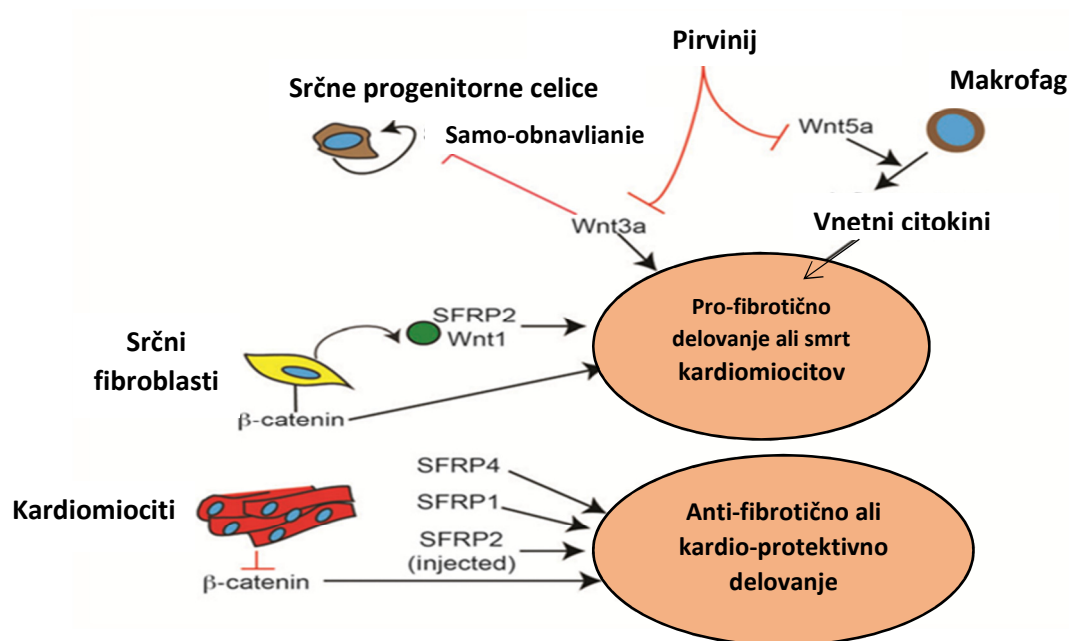 Pirvinij
Makrofag
Srčne progenitorne celice
Samo-obnavlianie
Wnt5a
Wnt3a
Vnetni citokini
Pro-fibrotično
delovanje ali smrt
kardiomiocitov
SFRP2
Wnt1
Srčni
fibroblasti
β-catenin
Kardiomiociti
SFRP4
SFRP1
SFRP2
(injected)
β-catenin
Anti-fibrotično ali
kardio-protektivno
delovanje